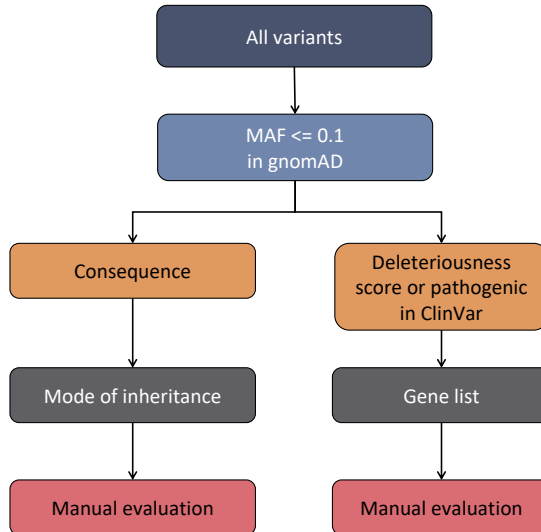 All variants
MAF <= 0.1
in gnomAD
Consequence
Deleteriousness
score or pathogenic
in ClinVar
Mode of inheritance
Gene list
Manual evaluation
Manual evaluation